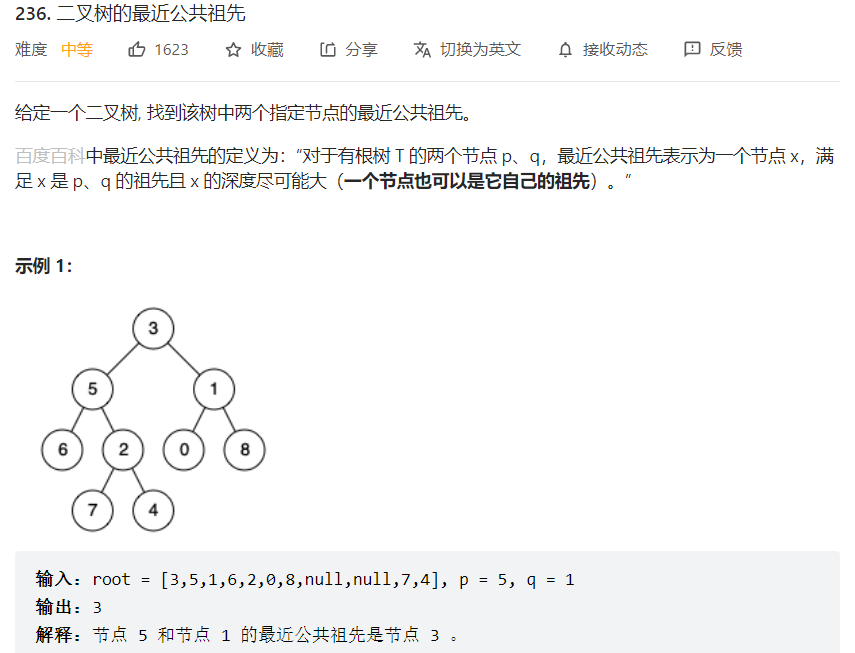 236. 二叉树的最近公共祖先
难度 中等 1623 收藏 分享 切换为英文 接收动态 反馈
给定一个二叉树, 找到该树中两个指定节点的最近公共祖先。
百度百科中最近公共祖先的定义为：“对于有根树 T 的两个节点 p、q，最近公共祖先表示为一个节点 x，满
足 x 是 p、q 的祖先且 x 的深度尽可能大（一个节点也可以是它自己的祖先）。”
示例 1：
3
5 1
6 2 0 8
7 4
输入：root = [3,5,1,6,2,0,8,null,null,7,4], p = 5, q = 1
输出：3
解释：节点 5 和节点 1 的最近公共祖先是节点 3 。